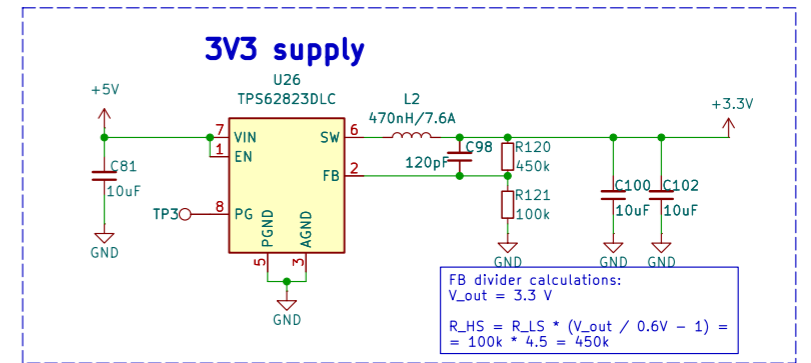 3V3 supply
U26
TPS62823DLC
+5V
L2
470nH/7.6A
+3.3V
7
VIN
SW
6
1
EN
C98
120pF
R120
450k
C81
10uF
FB
2
R121
100k
C100
10uF
C102
10uF
TP3
8
PG
PGND
AGND
5
3
GND
GND
GND
GND
GND
FB divider calculations:
V_out = 3.3 V
R_HS = R_LS * (V_out / 0.6V - 1) =
= 100k * 4.5 = 450k